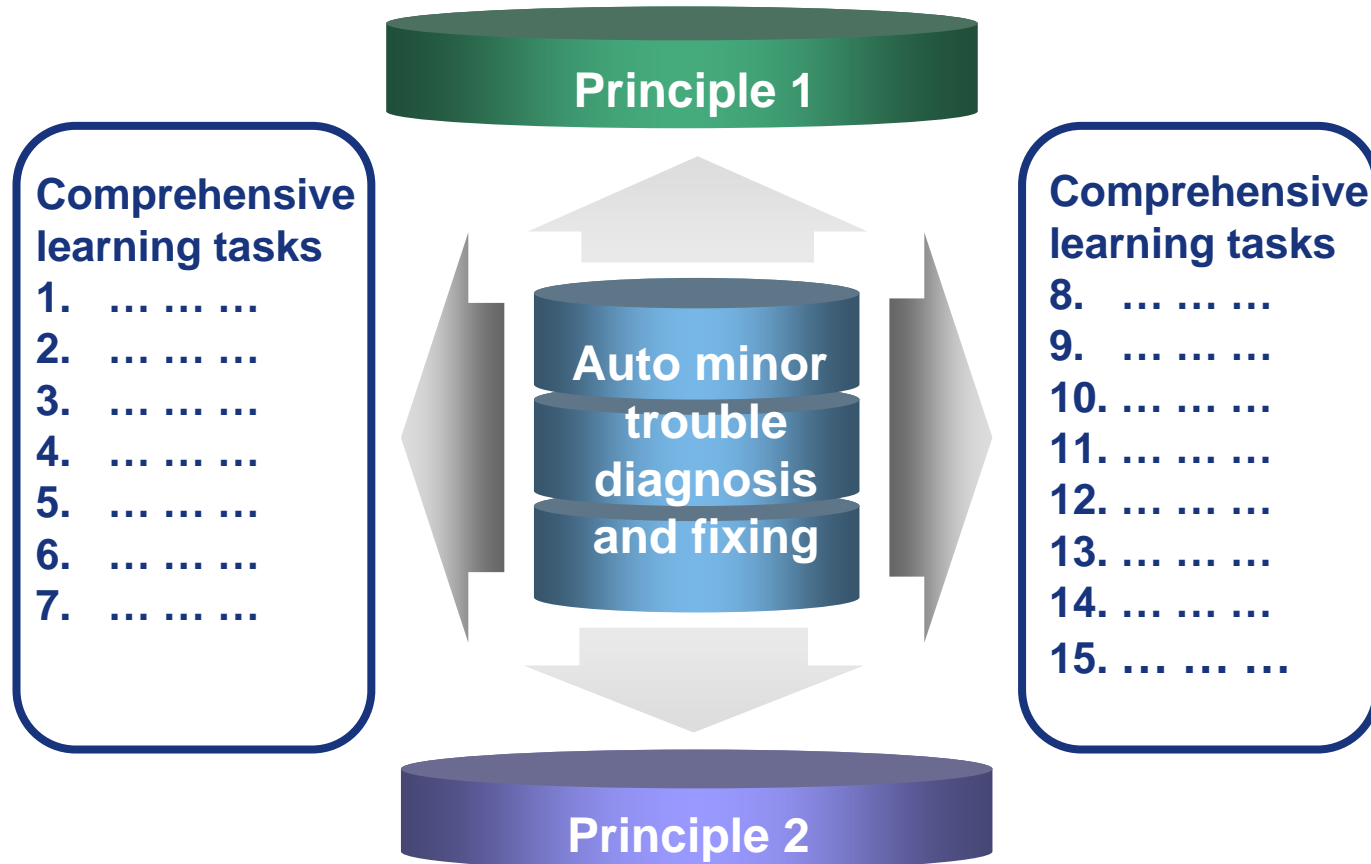 Principle 1
Comprehensive
learning tasks
1. … … …
2. … … …
3. … … …
4. … … …
5. … … …
6. … … …
7. … … …
Auto minor
trouble
diagnosis
and fixing
Comprehensive
learning tasks
8. … … …
9. … … …
10. … … …
11. … … …
12. … … …
13. … … …
14. … … …
15. … … …
Principle 2